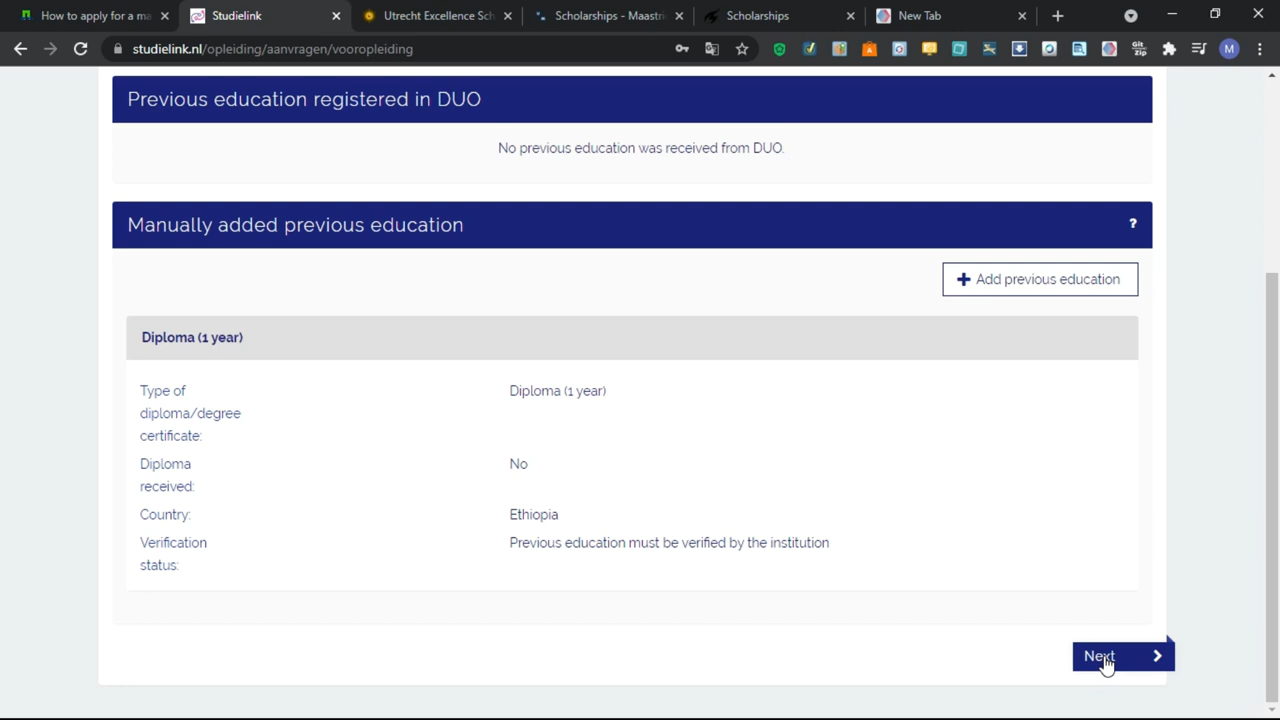 How to apply for a ma
Studielink
Utrecht Excellence Sch
Scholarships - Maastri
Scholarships
New Tab
studielink.nl/opleiding/aanvragen/vooropleiding
Git Zip
M
Previous education registered in DUO
No previous education was received from DUO.
Manually added previous education ?
+ Add previous education
Diploma (1 year)
Type of diploma/degree certificate: Diploma (1 year)
Diploma received: No
Country: Ethiopia
Verification status: Previous education must be verified by the institution
Next